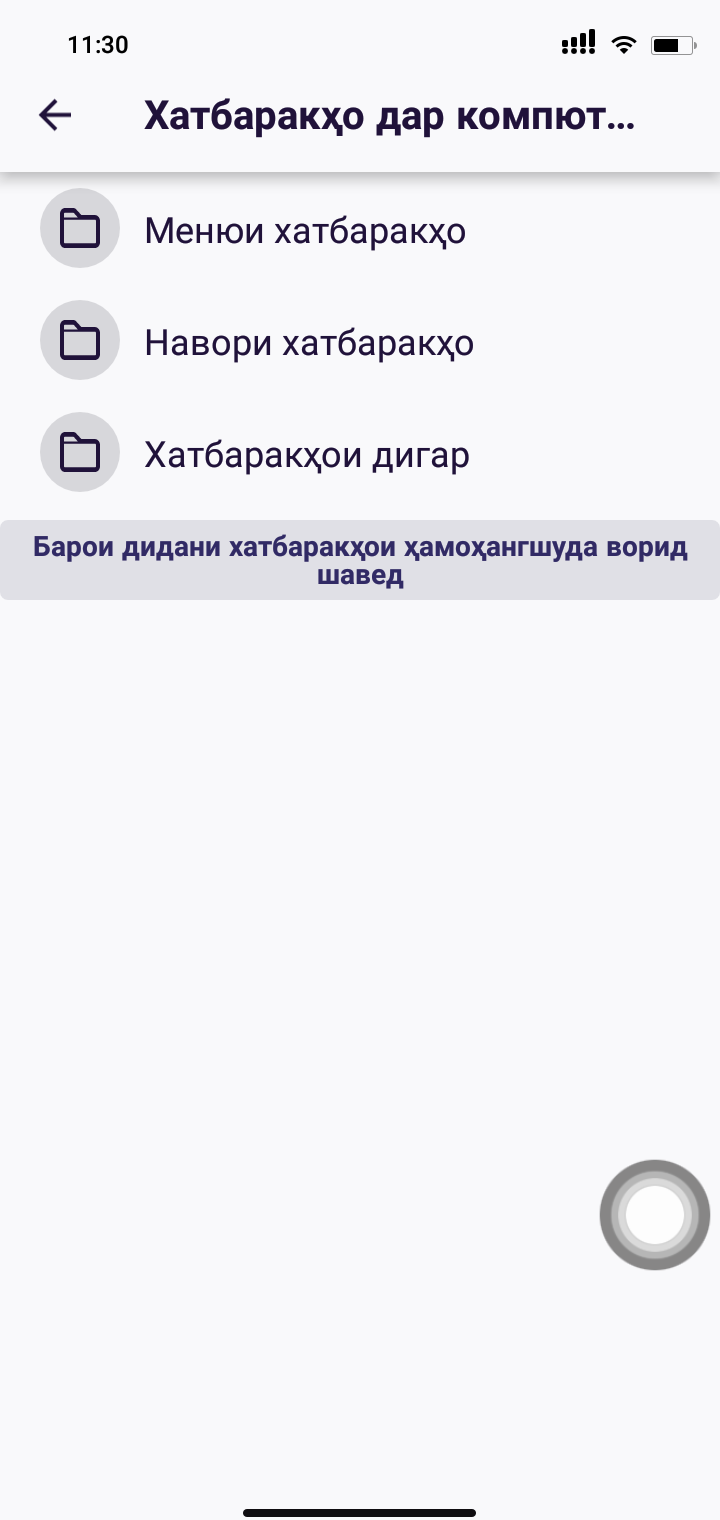 11:30
Хатбаракҳо дар компют...
Менюи хатбаракҳо
Навори хатбаракҳо
Хатбаракҳои дигар
Барои дидани хатбаракҳои ҳамоҳангшуда ворид
шавед